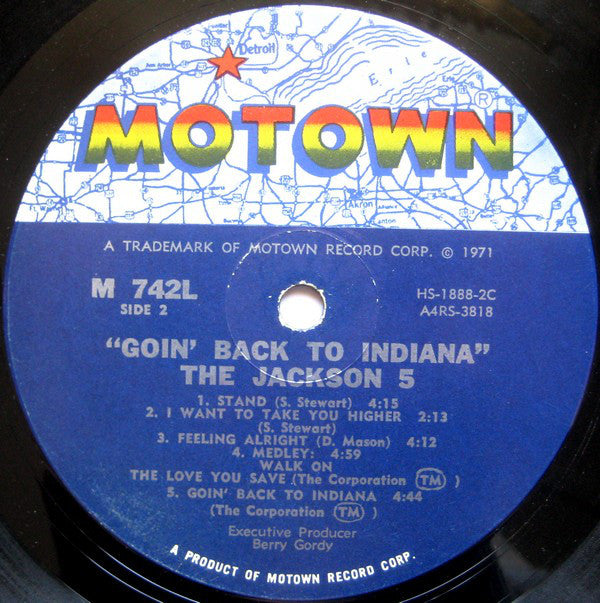 Detroit
Erie
MOTOWN ®
Akron
A TRADEMARK OF MOTOWN RECORD CORP. © 1971
M 742L
SIDE 2
HS-1888-2C
A4RS-3818
"GOIN' BACK TO INDIANA"
THE JACKSON 5
1. STAND (S. Stewart) 4:15
2. I WANT TO TAKE YOU HIGHER 2:13
(S. Stewart)
3. FEELING ALRIGHT (D. Mason) 4:12
4. MEDLEY: 4:59
WALK ON
THE LOVE YOU SAVE (The Corporation TM )
5. GOIN' BACK TO INDIANA 4:44
(The Corporation TM )
Executive Producer
Berry Gordy
A PRODUCT OF MOTOWN RECORD CORP.